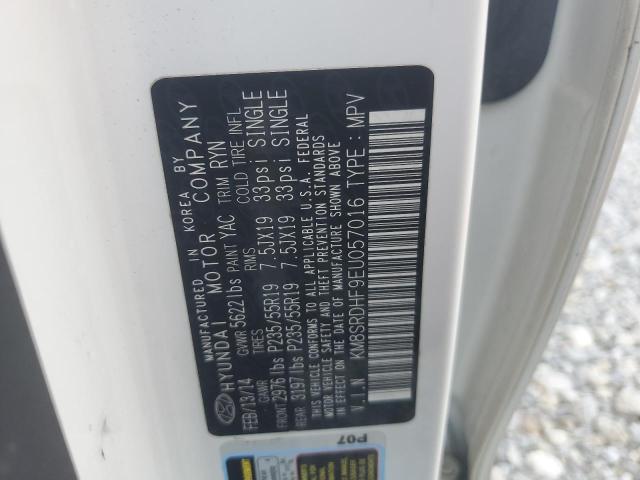 MANUFACTURED IN KOREA BY
HYUNDAI MOTOR COMPANY
FEB/13/14 GVWR 5622lbs PAINT YAC TRIM RYN
GAWR TIRES RIMS COLD TIRE INFL
FRONT 2976 lbs P235/55R19 7.5JX19 33psi SINGLE
REAR 3197 lbs P235/55R19 7.5JX19 33psi SINGLE
THIS VEHICLE CONFORMS TO ALL APPLICABLE U.S.A. FEDERAL
MOTOR VEHICLE SAFETY AND THEFT PREVENTION STANDARDS
IN EFFECT ON THE DATE OF MANUFACTURE SHOWN ABOVE
V.I.N KM8SRDHF9EU057016 TYPE : MPV
P07